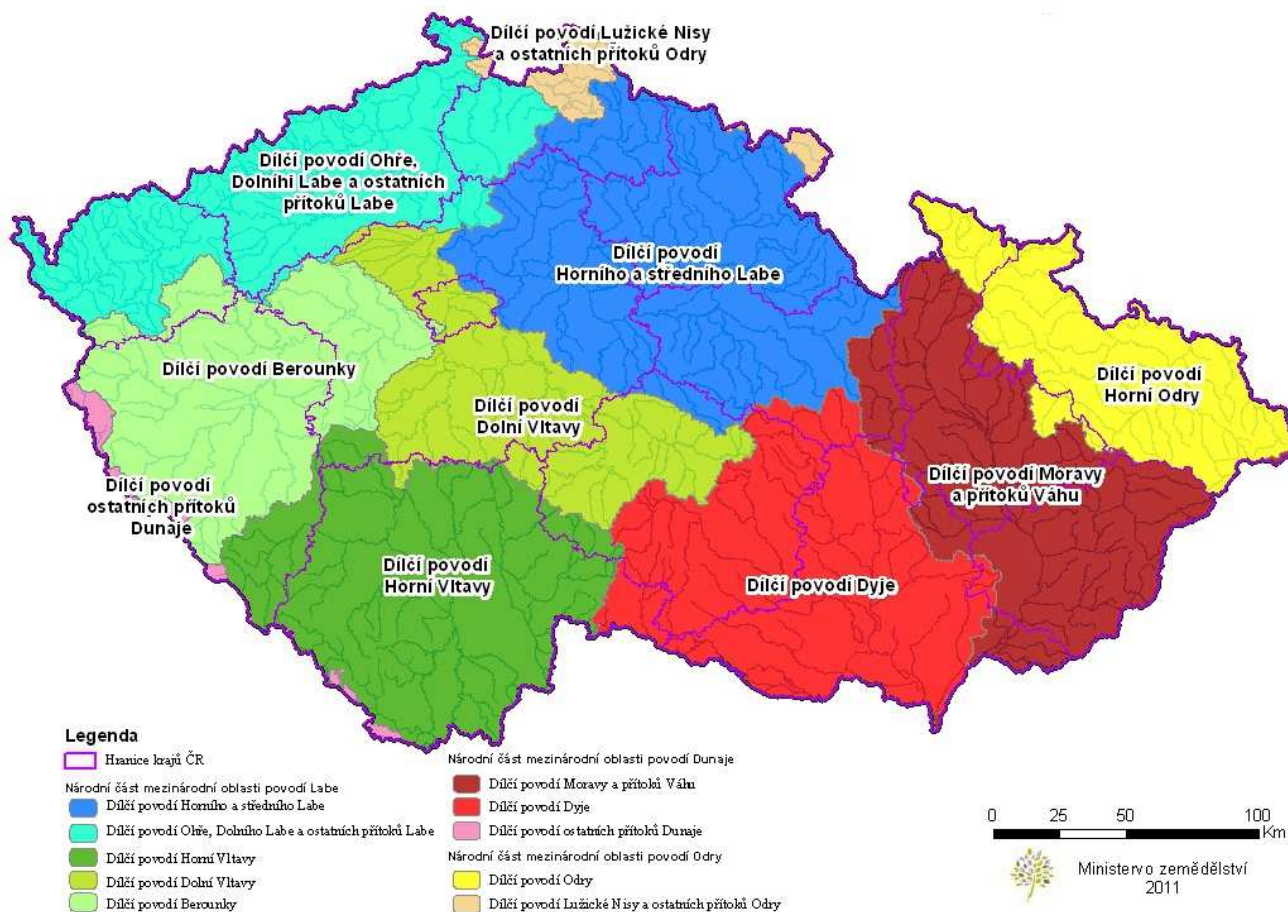 Dílčí povodí Lužické Nisy
a ostatních přítoků Odry
Dílčí povodí Ohře,
Dolníhi Labe a ostatních
přítoků Labe
Dílčí povodí
Horního a středního Labe
Dílčí povodí Berounky
Dílčí povodí
Dolní Vltavy
Dílčí povodí
Horní Odry
Dílčí povodí Moravy
a přítoků Váhu
Dílčí povodí
ostatních přítoků
Dunaje
Dílčí povodí
Horní Vltavy
Dílčí povodí Dyje
Legenda
Hranice krajů ČR
Národní část mezinárodní oblasti povodí Labe
Dílčí povodí Horního a středního Labe
Dílčí povodí Ohře, Dolního Labe a ostatních přítoků Labe
Dílčí povodí Horní Vltavy
Dílčí povodí Dolní Vltavy
Dílčí povodí Berounky
Národní část mezinárodní oblasti povodí Dunaje
Dílčí povodí Moravy a přítoků Váhu
Dílčí povodí Dyje
Dílčí povodí ostatních přítoků Dunaje
Národní část mezinárodní oblasti povodí Odry
Dílčí povodí Odry
Dílčí povodí Lužické Nisy a ostatních přítoků Odry
0 25 50 100
Km
Ministervo zemědělství
2011